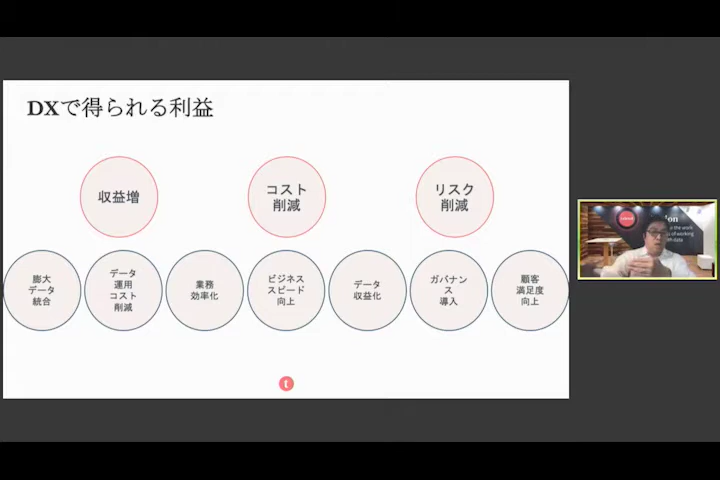 DXで得られる利益
収益増
コスト
削減
リスク
削減
膨大
データ
統合
データ
運用
コスト
削減
業務
効率化
ビジネス
スピード
向上
データ
収益化
ガバナン
ス
導入
顧客
満足度
向上
t